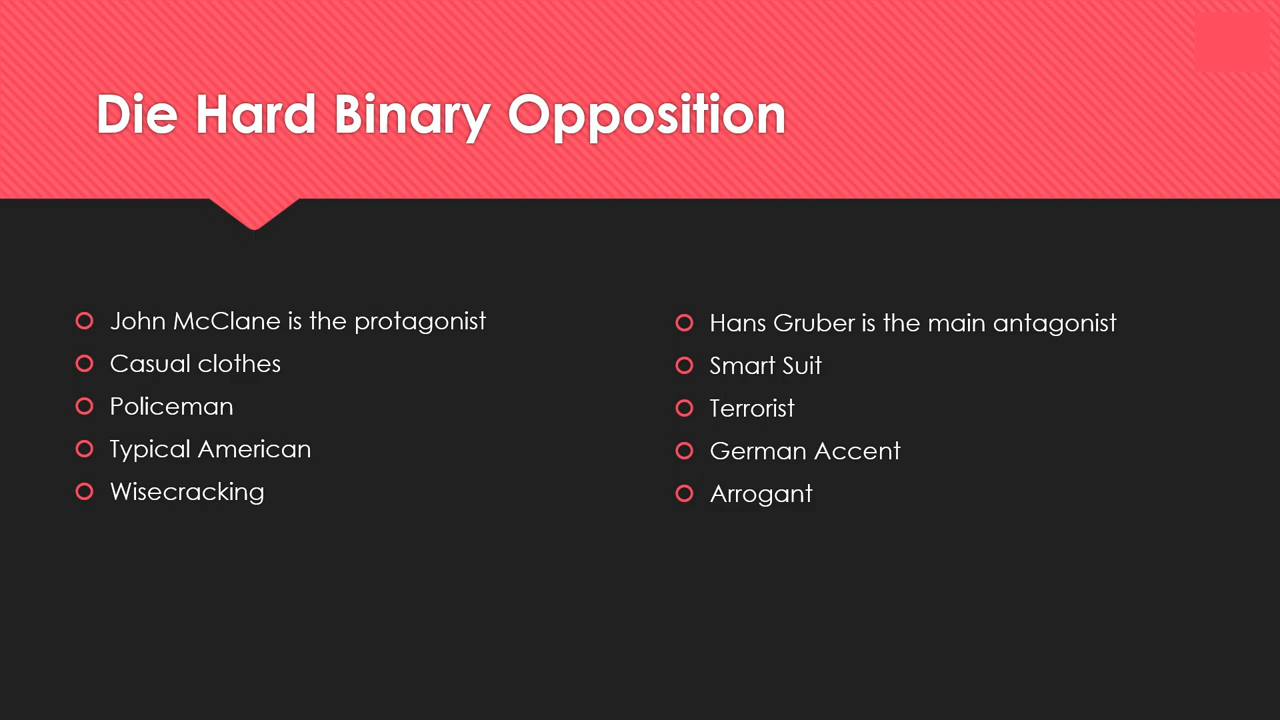 Die Hard Binary Opposition
John McClane is the protagonist
Casual clothes
Policeman
Typical American
Wisecracking
Hans Gruber is the main antagonist
Smart Suit
Terrorist
German Accent
Arrogant